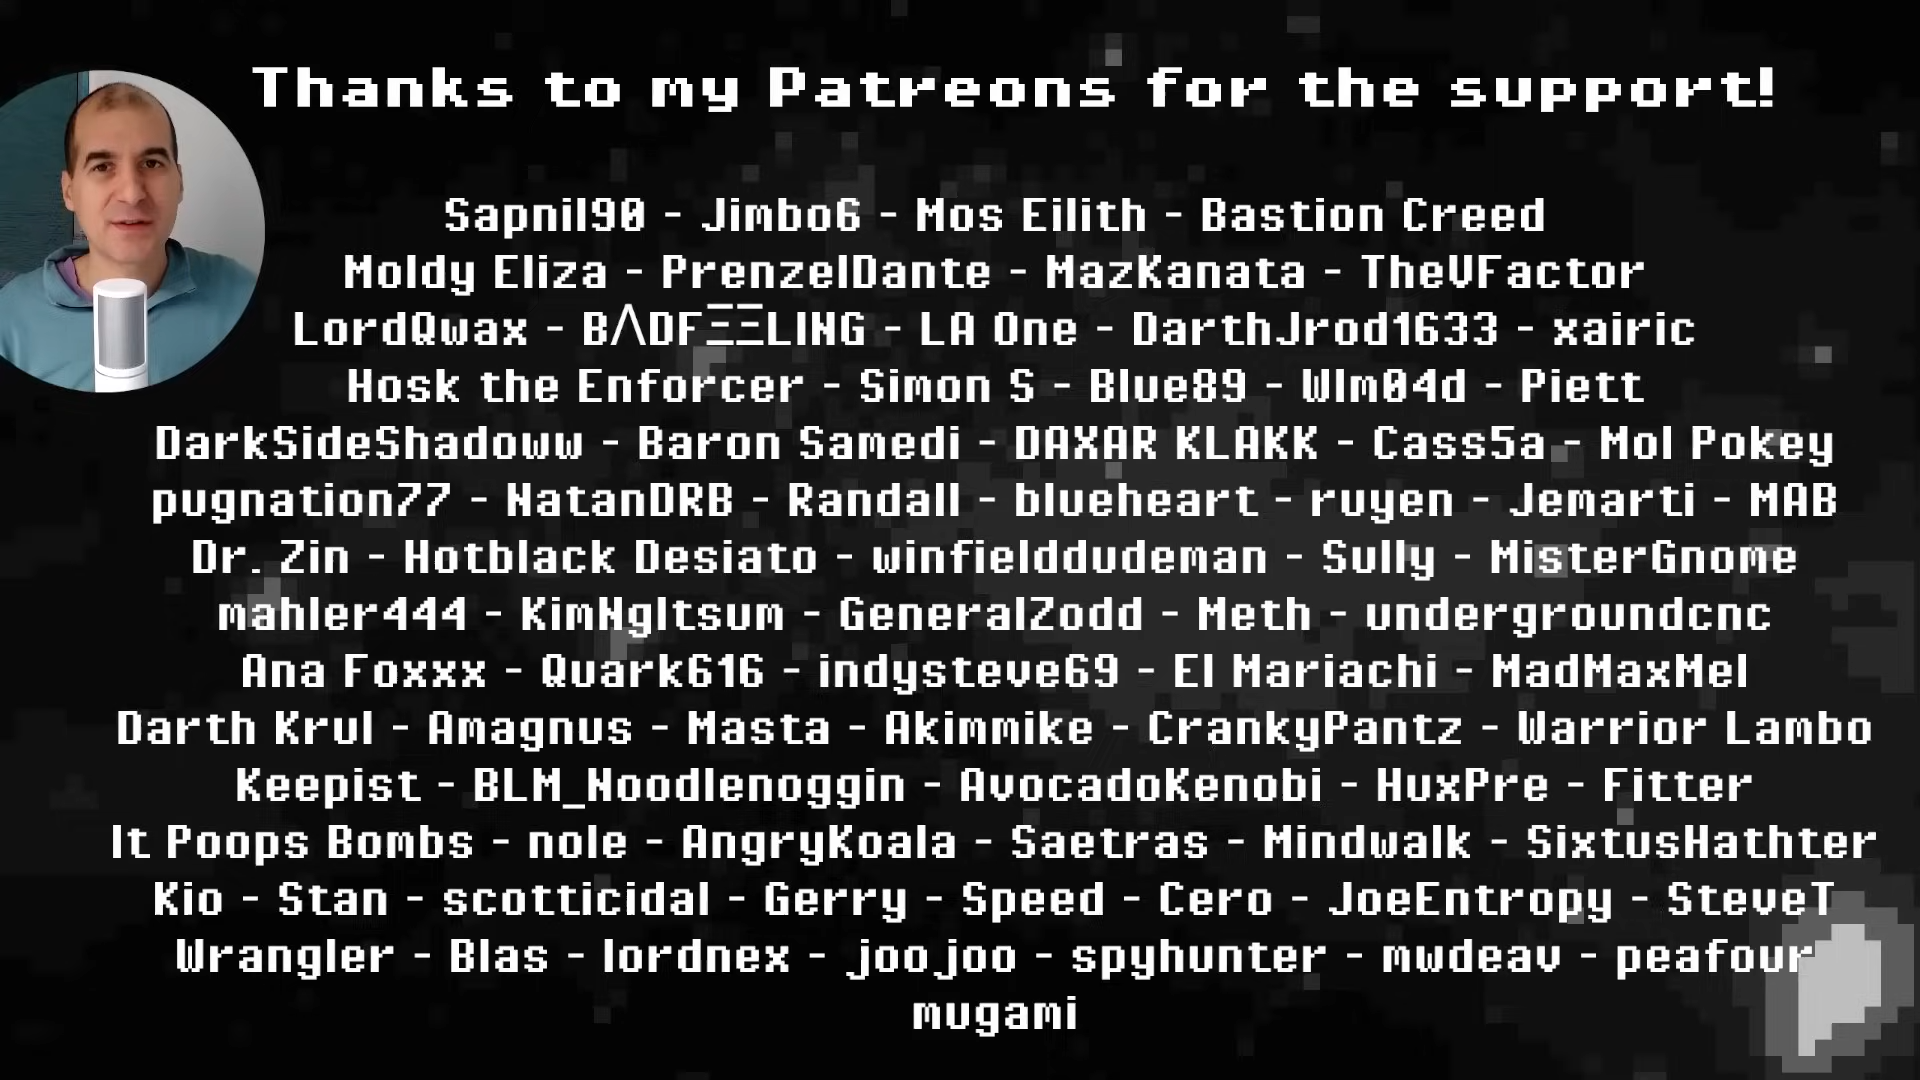 Thanks to my Patreons for the support!
Sapnil90 - Jimbo6 - Mos Eilith - Bastion Creed
Moldy Eliza - PrenzelDante - MazKanata - TheVFactor
LordQwax - BΛDFΞΞLING - LA One - DarthJrod1633 - xairic
Hosk the Enforcer - Simon S - Blue89 - Wlm04d - Piett
DarkSideShadoww - Baron Samedi - DAXAR KLAKK - Cass5a - Mol Pokey
pugnation77 - NatanDRB - Randall - blueheart - ruyen - Jemarti - MAB
Dr. Zin - Hotblack Desiato - winfielddudeman - Sully - MisterGnome
mahler444 - KimNgItsum - GeneralZodd - Meth - undergroundcnc
Ana Foxxx - Quark616 - indysteve69 - El Mariachi - MadMaxMel
Darth Krul - Amagnus - Masta - Akimmike - CrankyPantz - Warrior Lambo
Keepist - BLM_Noodlenoggin - AvocadoKenobi - HuxPre - Fitter
It Poops Bombs - nole - AngryKoala - Saetras - Mindwalk - SixtusHathter
Kio - Stan - scotticidal - Gerry - Speed - Cero - JoeEntropy - SteveT
Wrangler - Blas - lordnex - joojoo - spyhunter - mwdeav - peafour
mugami